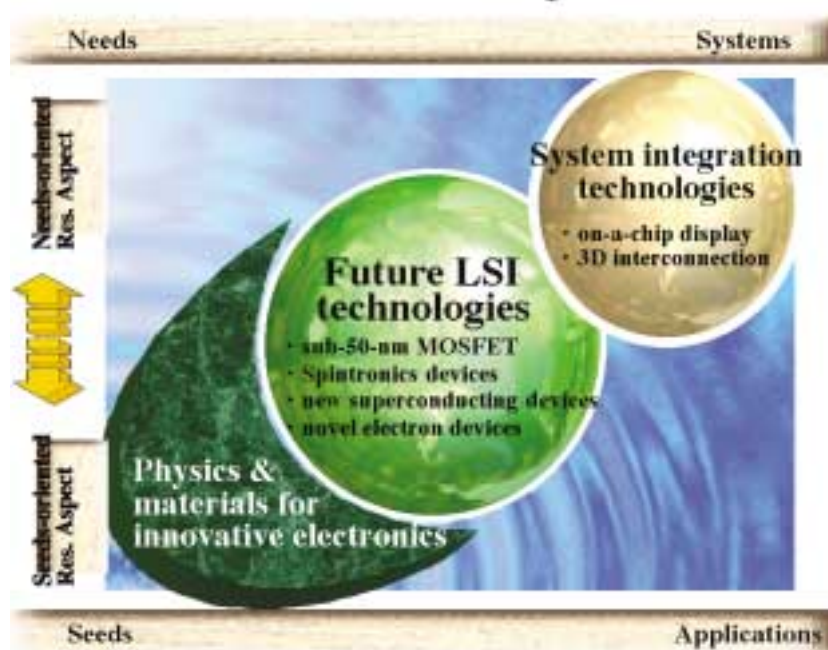 Needs
Systems
Needs-oriented
Res. Aspect
System integration
technologies
· on-a-chip display
· 3D interconnection
Future LSI
technologies
· sub-50-nm MOSFET
· Spintronics devices
· new superconducting devices
· novel electron devices
Physics &
materials for
innovative electronics
Seeds-oriented
Res. Aspect
Seeds
Applications